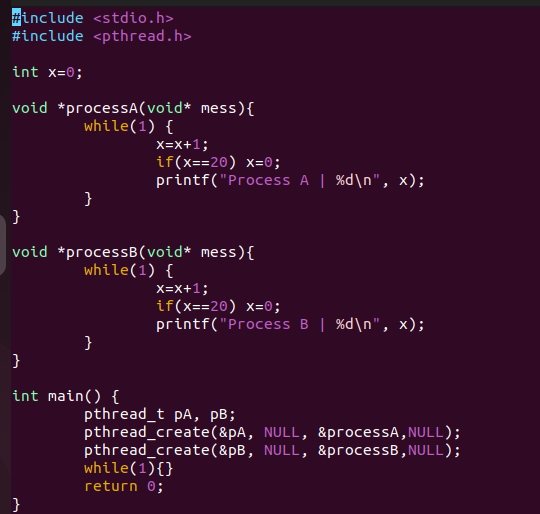 #include <stdio.h>
#include <pthread.h>

int x=0;

void *processA(void* mess){
        while(1) {
                x=x+1;
                if(x==20) x=0;
                printf("Process A | %d\n", x);
        }
}

void *processB(void* mess){
        while(1) {
                x=x+1;
                if(x==20) x=0;
                printf("Process B | %d\n", x);
        }
}

int main() {
        pthread_t pA, pB;
        pthread_create(&pA, NULL, &processA,NULL);
        pthread_create(&pB, NULL, &processB,NULL);
        while(1){}
        return 0;
}